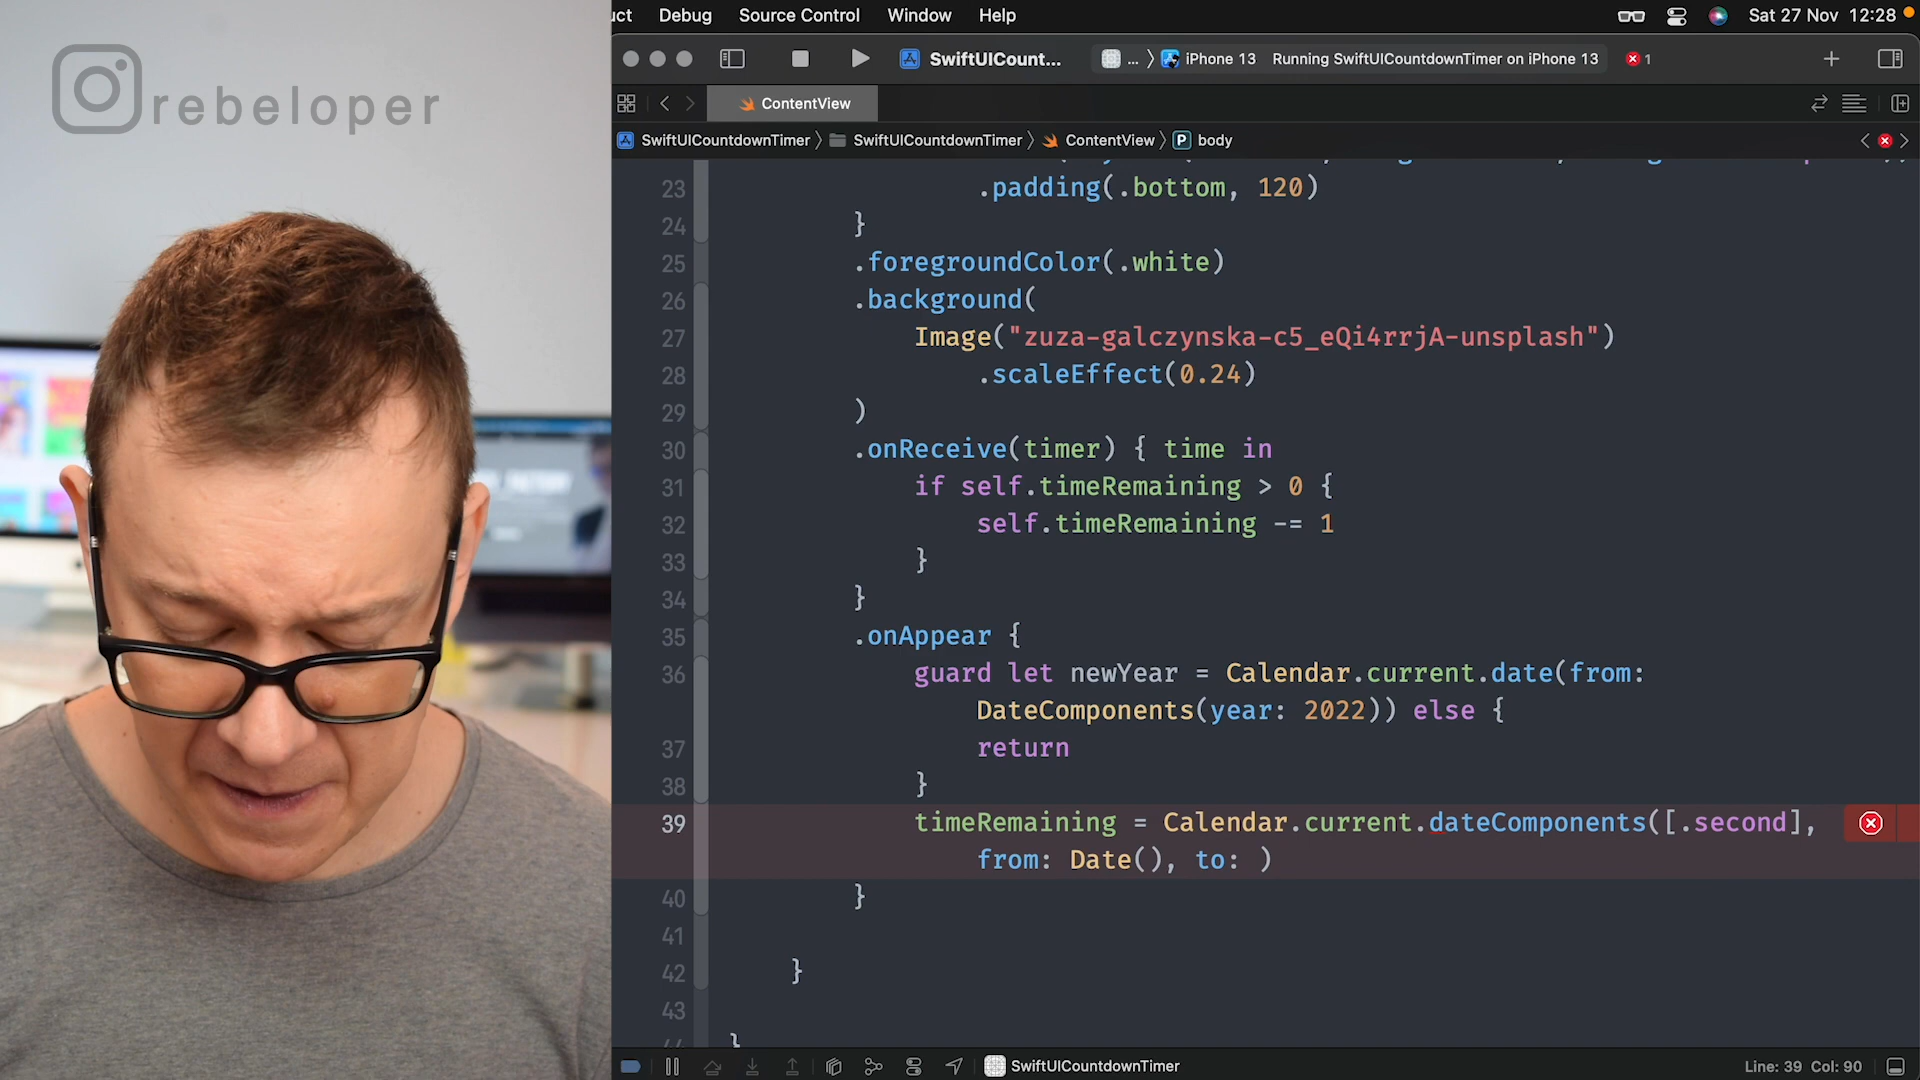 uct Debug Source Control Window Help Sat 27 Nov 12:28
rebeloper
SwiftUICount... ... iPhone 13 Running SwiftUICountdownTimer on iPhone 13 1
ContentView
SwiftUICountdownTimer SwiftUICountdownTimer ContentView P body
23 .padding(.bottom, 120)
24 }
25 .foregroundColor(.white)
26 .background(
27 Image("zuza-galczynska-c5_eQi4rrjA-unsplash")
28 .scaleEffect(0.24)
29 )
30 .onReceive(timer) { time in
31 if self.timeRemaining > 0 {
32 self.timeRemaining -= 1
33 }
34 }
35 .onAppear {
36 guard let newYear = Calendar.current.date(from:
DateComponents(year: 2022)) else {
37 return
38 }
39 timeRemaining = Calendar.current.dateComponents([.second],
from: Date(), to: )
40 }
41
42 }
43
}
SwiftUICountdownTimer Line: 39 Col: 90